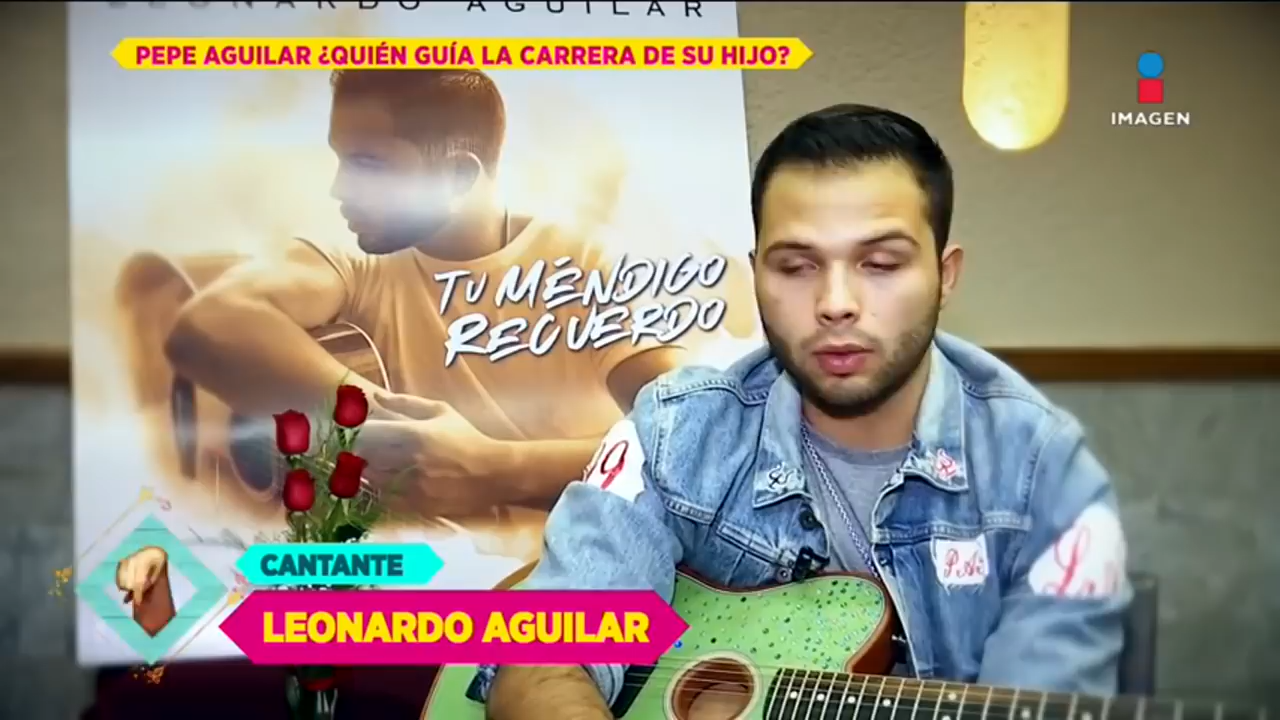 LEONARDO AGUILAR
PEPE AGUILAR ¿QUIÉN GUÍA LA CARRERA DE SU HIJO?
IMAGEN
TU MÉNDIGO
RECUERDO
CANTANTE
LEONARDO AGUILAR